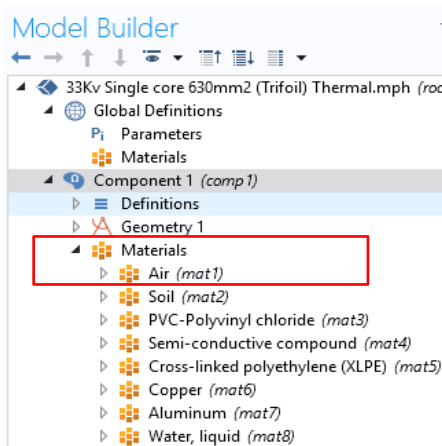 Model Builder
33Kv Single core 630mm2 (Trifoil) Thermal.mph (roo
Global Definitions
Pi Parameters
Materials
Component 1 (comp1)
Definitions
Geometry 1
Materials
Air (mat1)
Soil (mat2)
PVC-Polyvinyl chloride (mat3)
Semi-conductive compound (mat4)
Cross-linked polyethylene (XLPE) (mat5)
Copper (mat6)
Aluminum (mat7)
Water, liquid (mat8)